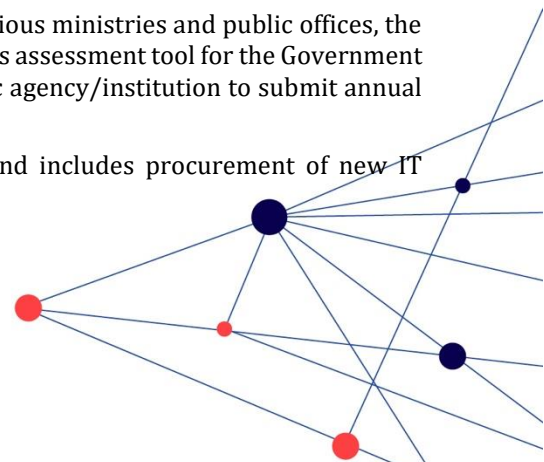 ious ministries and public offices, the
s assessment tool for the Government
c agency/institution to submit annual
nd includes procurement of new IT